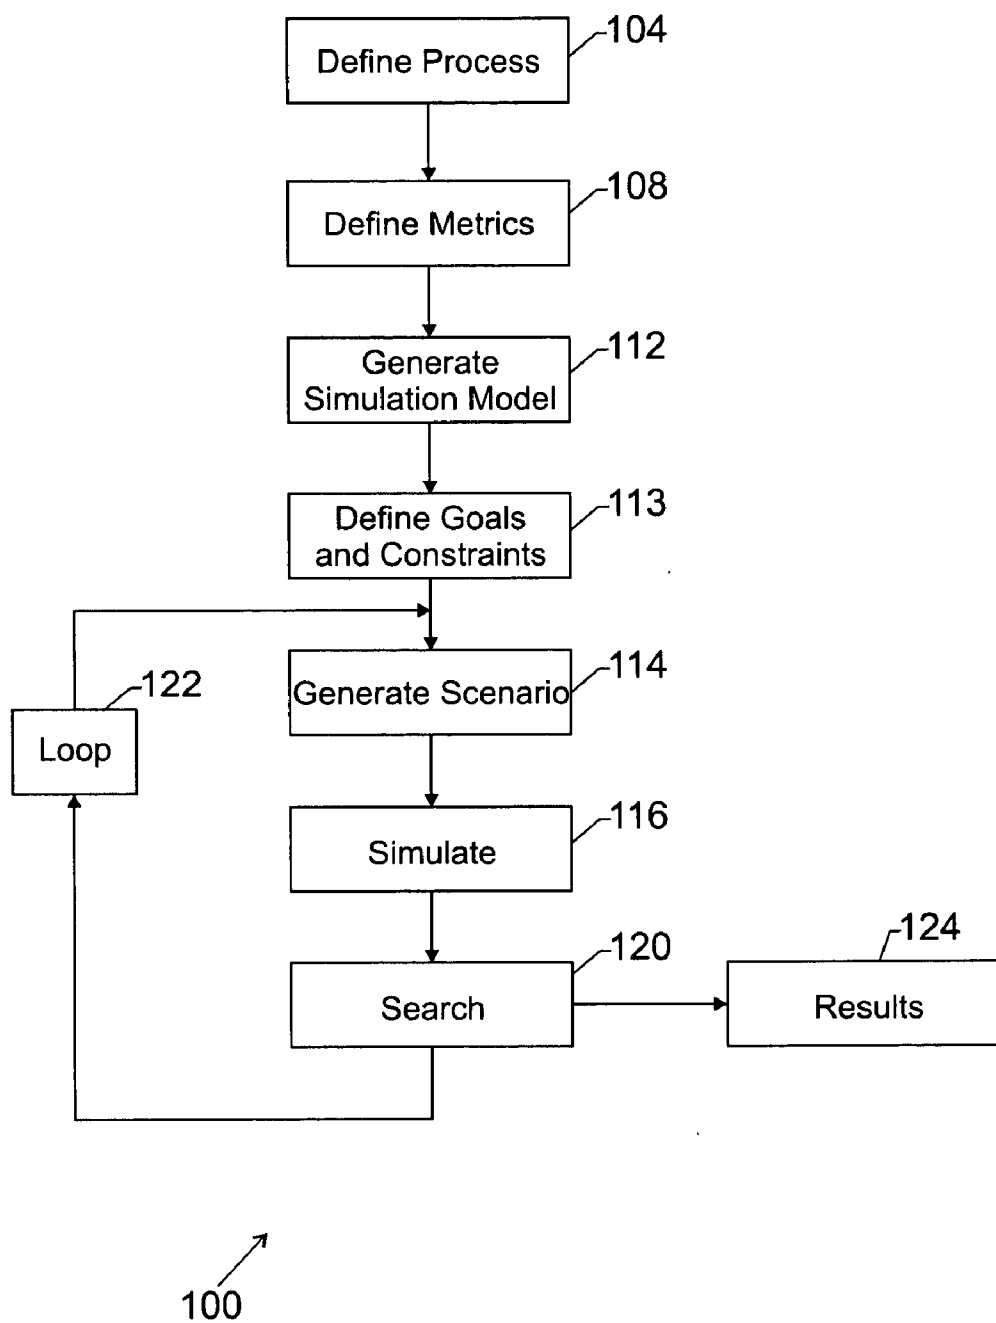 104
Define Process
108
Define Metrics
112
Generate
Simulation Model
113
Define Goals
and Constraints
114
Generate Scenario
122
Loop
116
Simulate
120
Search
124
Results
100